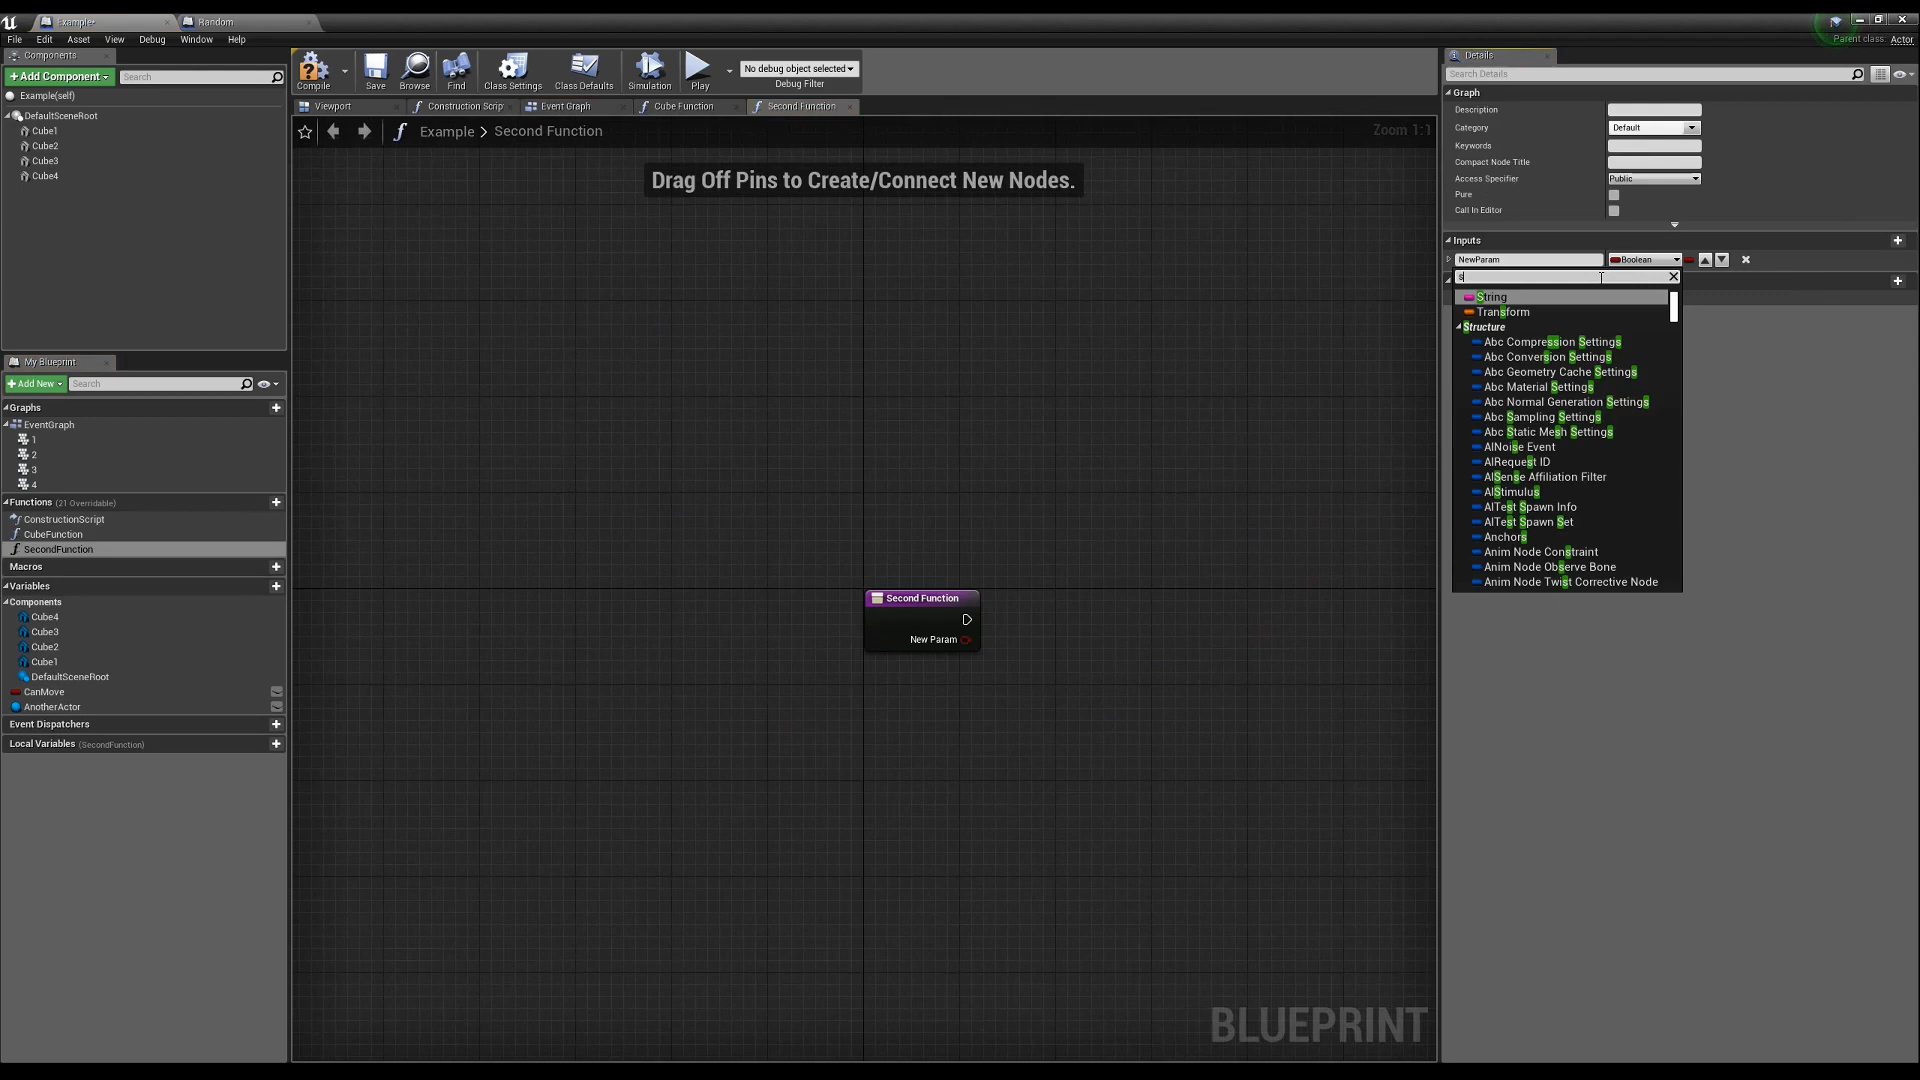 Example*
Random
File Edit Asset View Debug Window Help
Parent class: Actor
Components
+Add Component
Search
Example(self)
DefaultSceneRoot
Cube1
Cube2
Cube3
Cube4
My Blueprint
+Add New
Search
Graphs
EventGraph
1
2
3
4
Functions (21 Overridable)
ConstructionScript
CubeFunction
SecondFunction
Macros
Variables
Components
Cube4
Cube3
Cube2
Cube1
DefaultSceneRoot
CanMove
AnotherActor
Event Dispatchers
Local Variables (SecondFunction)
Compile Save Browse Find Class Settings Class Defaults Simulation Play
No debug object selected
Debug Filter
Viewport Construction Scrip Event Graph Cube Function Second Function
Example > Second Function
Zoom 1:1
Drag Off Pins to Create/Connect New Nodes.
Second Function
New Param
BLUEPRINT
Details
Search Details
Graph
Description
Category Default
Keywords
Compact Node Title
Access Specifier Public
Pure
Call In Editor
Inputs
NewParam Boolean
s
String
Transform
Structure
Abc Compression Settings
Abc Conversion Settings
Abc Geometry Cache Settings
Abc Material Settings
Abc Normal Generation Settings
Abc Sampling Settings
Abc Static Mesh Settings
AINoise Event
AIRequest ID
AISense Affiliation Filter
AIStimulus
AITest Spawn Info
AITest Spawn Set
Anchors
Anim Node Constraint
Anim Node Observe Bone
Anim Node Twist Corrective Node